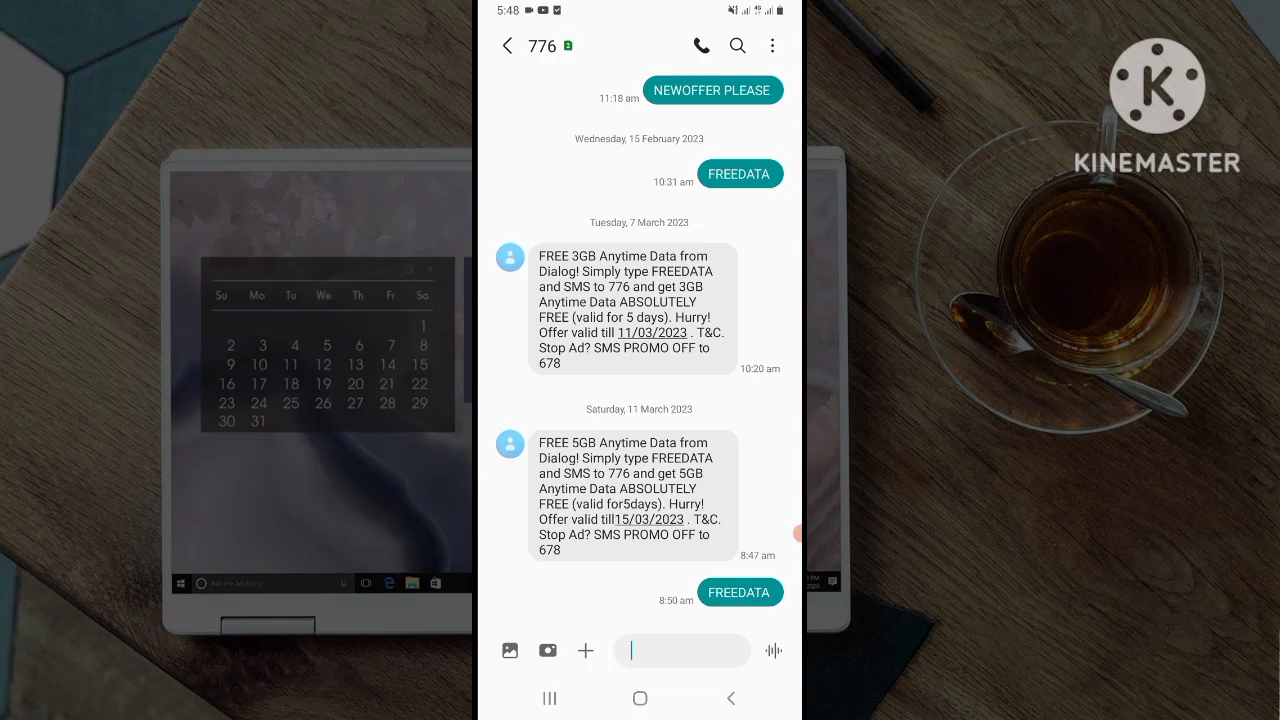 5:48
4G
776 2
NEWOFFER PLEASE
11:18 am
Wednesday, 15 February 2023
FREEDATA
10:31 am
Tuesday, 7 March 2023
FREE 3GB Anytime Data from
Dialog! Simply type FREEDATA
and SMS to 776 and get 3GB
Anytime Data ABSOLUTELY
FREE (valid for 5 days). Hurry!
Offer valid till 11/03/2023 . T&C.
Stop Ad? SMS PROMO OFF to
678
10:20 am
Saturday, 11 March 2023
FREE 5GB Anytime Data from
Dialog! Simply type FREEDATA
and SMS to 776 and get 5GB
Anytime Data ABSOLUTELY
FREE (valid for5days). Hurry!
Offer valid till15/03/2023 . T&C.
Stop Ad? SMS PROMO OFF to
678
8:47 am
FREEDATA
8:50 am
K
KINEMASTER
Su Mo Tu We Th Fr Sa
1
2 3 4 5 6 7 8
9 10 11 12 13 14 15
16 17 18 19 20 21 22
23 24 25 26 27 28 29
30 31
Ask me anything
PM
2020